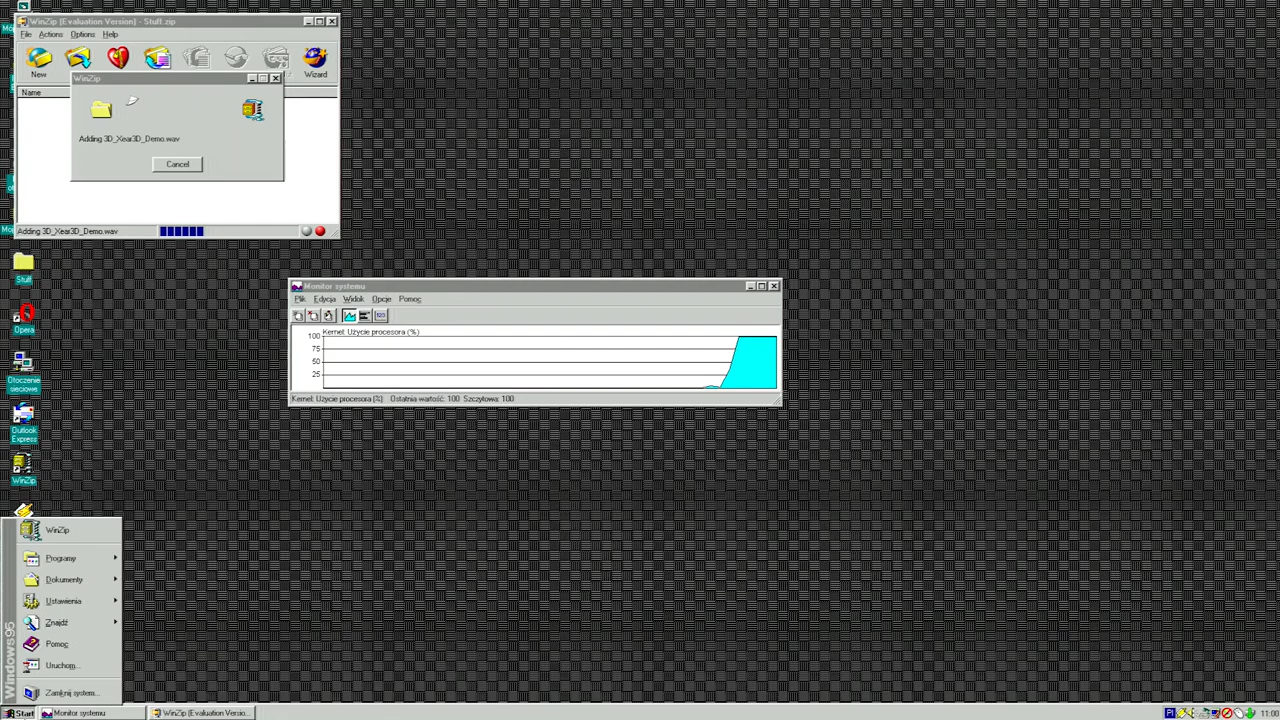 WinZip (Evaluation Version) - Stuff.zip
File Actions Options Help
New
Wizard
Name
WinZip
Adding 3D_Xear3D_Demo.wav
Cancel
Adding 3D_Xear3D_Demo.wav
Stuff
Opera
Otoczenie
sieciowe
Outlook
Express
WinZip
Monitor systemu
Plik Edycja Widok Opcje Pomoc
Kernel: Użycie procesora (%)
100
75
50
25
Kernel: Użycie procesora (%) Ostatnia wartość: 100 Szczytowa: 100
WinZip
Programy
Dokumenty
Ustawienia
Znajdź
Pomoc
Uruchom...
Zamknij system...
Windows95
Start
Monitor systemu
WinZip (Evaluation Versio...
Pl
11:00